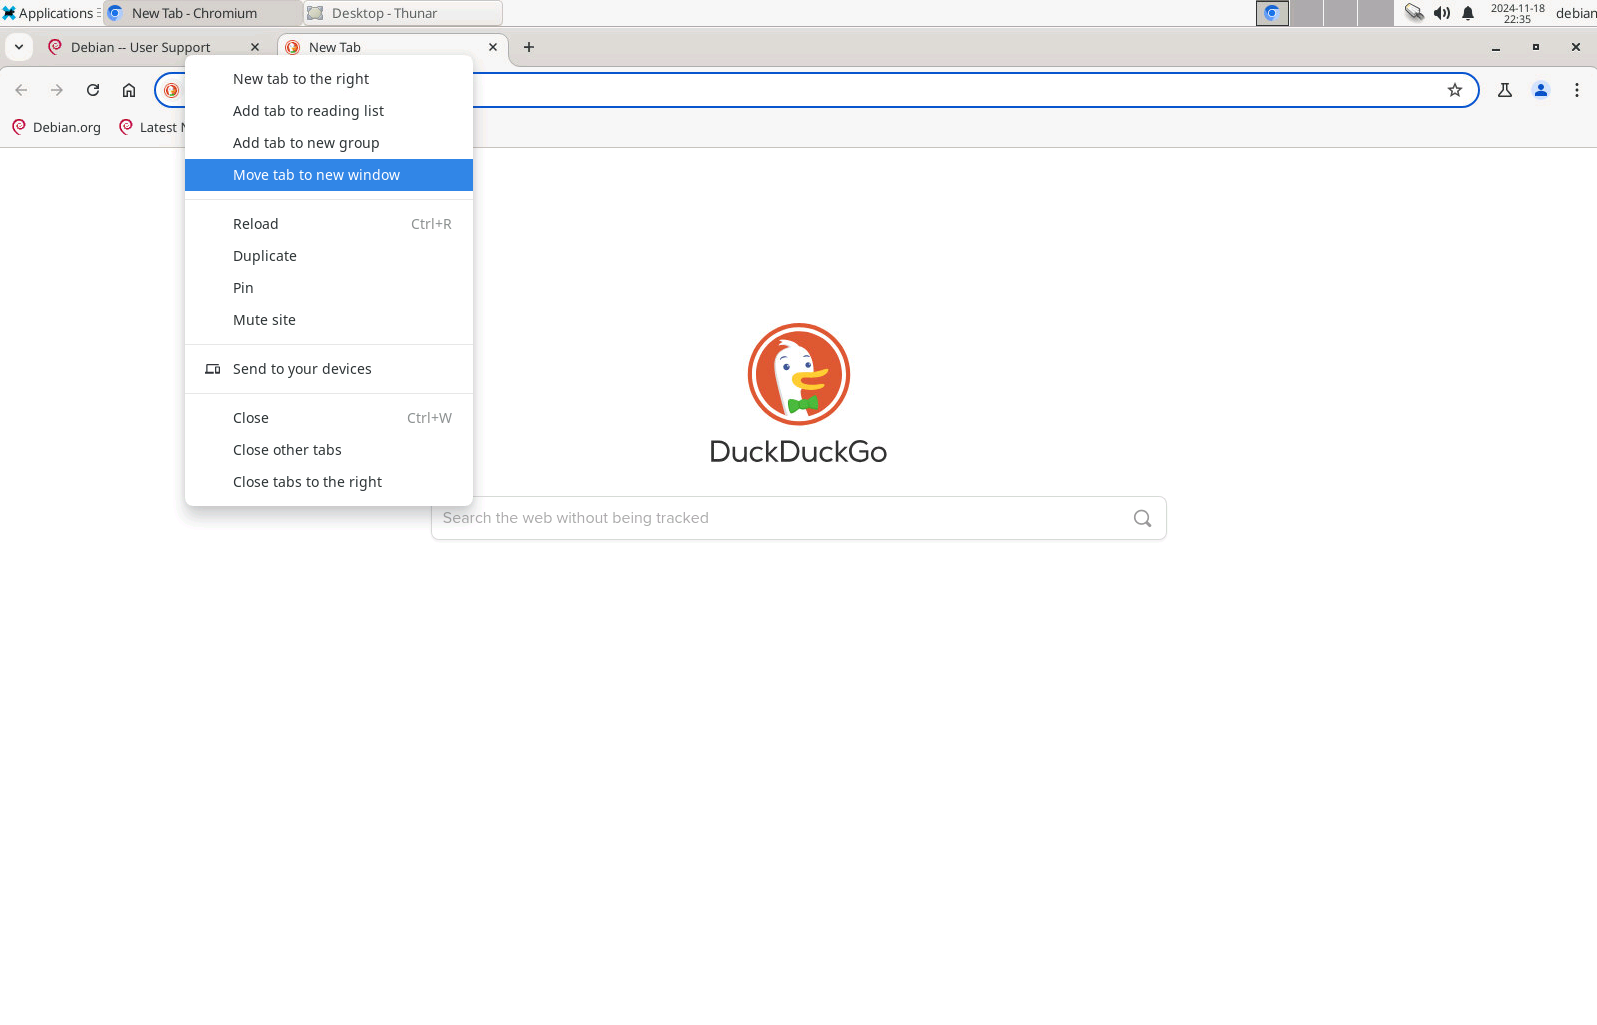 Applications
New Tab - Chromium
Desktop - Thunar
2024-11-18
22:35
debian
Debian -- User Support
New Tab
Debian.org
Latest
New tab to the right
Add tab to reading list
Add tab to new group
Move tab to new window
Reload Ctrl+R
Duplicate
Pin
Mute site
Send to your devices
Close Ctrl+W
Close other tabs
Close tabs to the right
DuckDuckGo
Search the web without being tracked